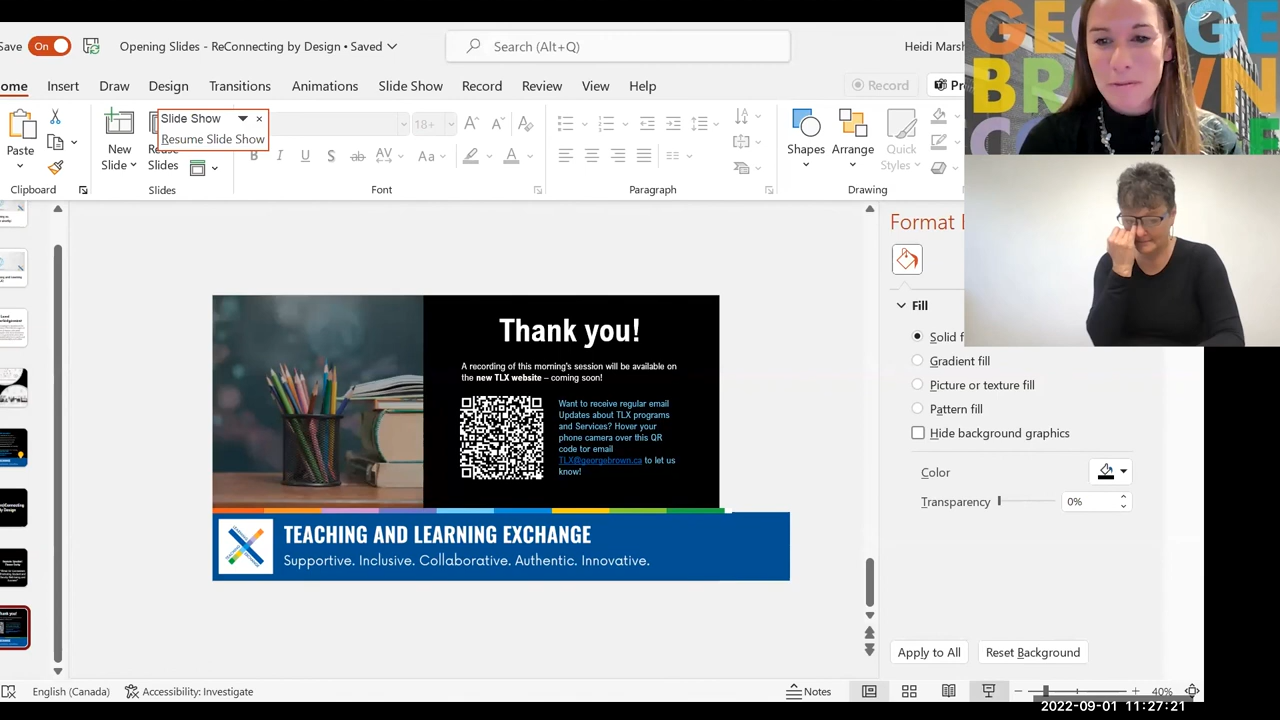 Save On Opening Slides - ReConnecting by Design • Saved
Search (Alt+Q)
Heidi Marsh
ome Insert Draw Design Transitions Animations Slide Show Record Review View Help
Record
Pr
Slide Show
Resume Slide Show
Paste
New
Slide
Reuse
Slides
18+
Shapes
Arrange
Quick
Styles
Clipboard Slides Font Paragraph Drawing
GEORGE
BROWN
C E
Thank you!
A recording of this morning's session will be available on
the new TLX website – coming soon!
Want to receive regular email
Updates about TLX programs
and Services? Hover your
phone camera over this QR
code tor email
TLX@georgebrown.ca to let us
know!
TEACHING AND LEARNING EXCHANGE
Supportive. Inclusive. Collaborative. Authentic. Innovative.
Format
Fill
Solid f
Gradient fill
Picture or texture fill
Pattern fill
Hide background graphics
Color
Transparency 0%
Apply to All
Reset Background
English (Canada)
Accessibility: Investigate
Notes
40%
2022-09-01 11:27:21